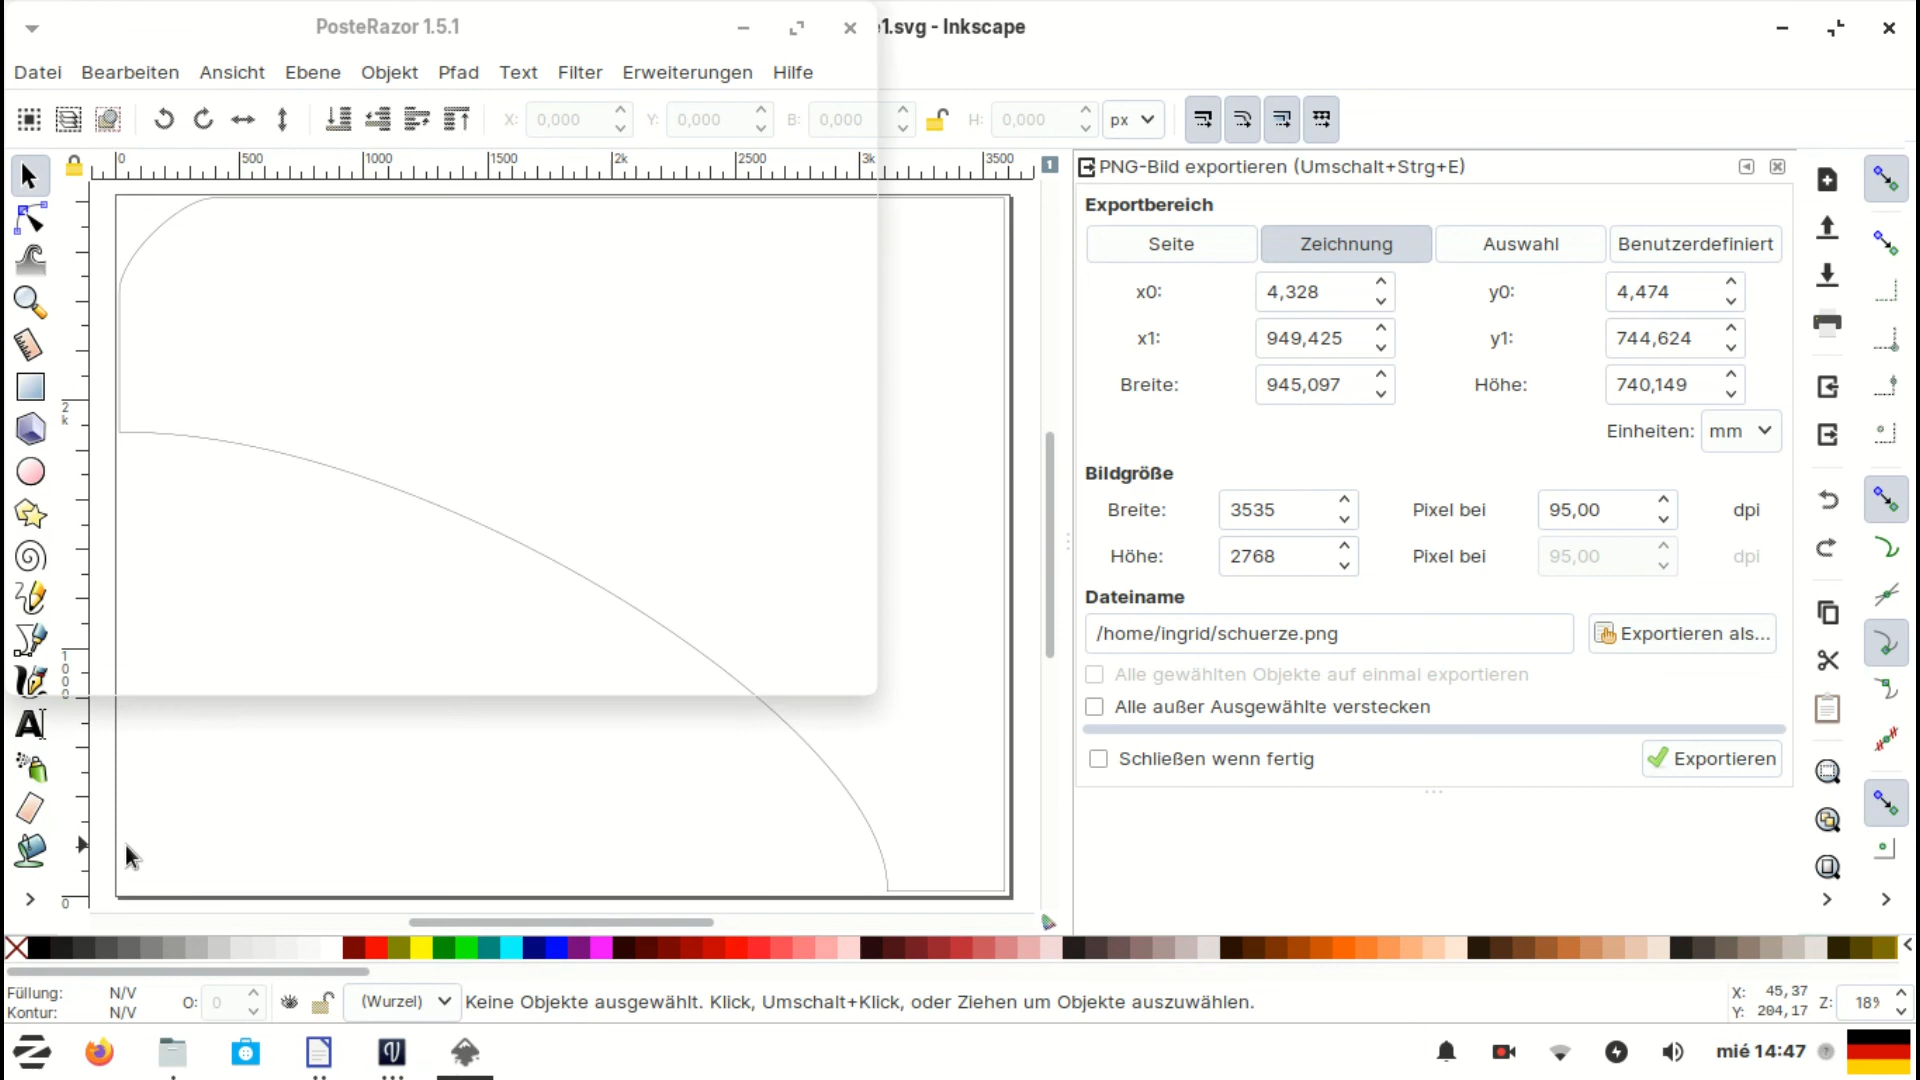 PosteRazor 1.5.1
1.svg - Inkscape
Datei Bearbeiten Ansicht Ebene Objekt Pfad Text Filter Erweiterungen Hilfe
X: 0,000 Y: 0,000 B: 0,000 H: 0,000 px
0 500 1000 1500 2k 2500 3k 3500
1
2k
1000
0
PNG-Bild exportieren (Umschalt+Strg+E)
Exportbereich
Seite Zeichnung Auswahl Benutzerdefiniert
x0: 4,328 y0: 4,474
x1: 949,425 y1: 744,624
Breite: 945,097 Höhe: 740,149
Einheiten: mm
Bildgröße
Breite: 3535 Pixel bei 95,00 dpi
Höhe: 2768 Pixel bei 95,00 dpi
Dateiname
/home/ingrid/schuerze.png Exportieren als...
Alle gewählten Objekte auf einmal exportieren
Alle außer Ausgewählte verstecken
Schließen wenn fertig Exportieren
Füllung: N/V
Kontur: N/V
O: 0 (Wurzel) Keine Objekte ausgewählt. Klick, Umschalt+Klick, oder Ziehen um Objekte auszuwählen.
X: 45,37
Y: 204,17
Z: 18%
mié 14:47 ?